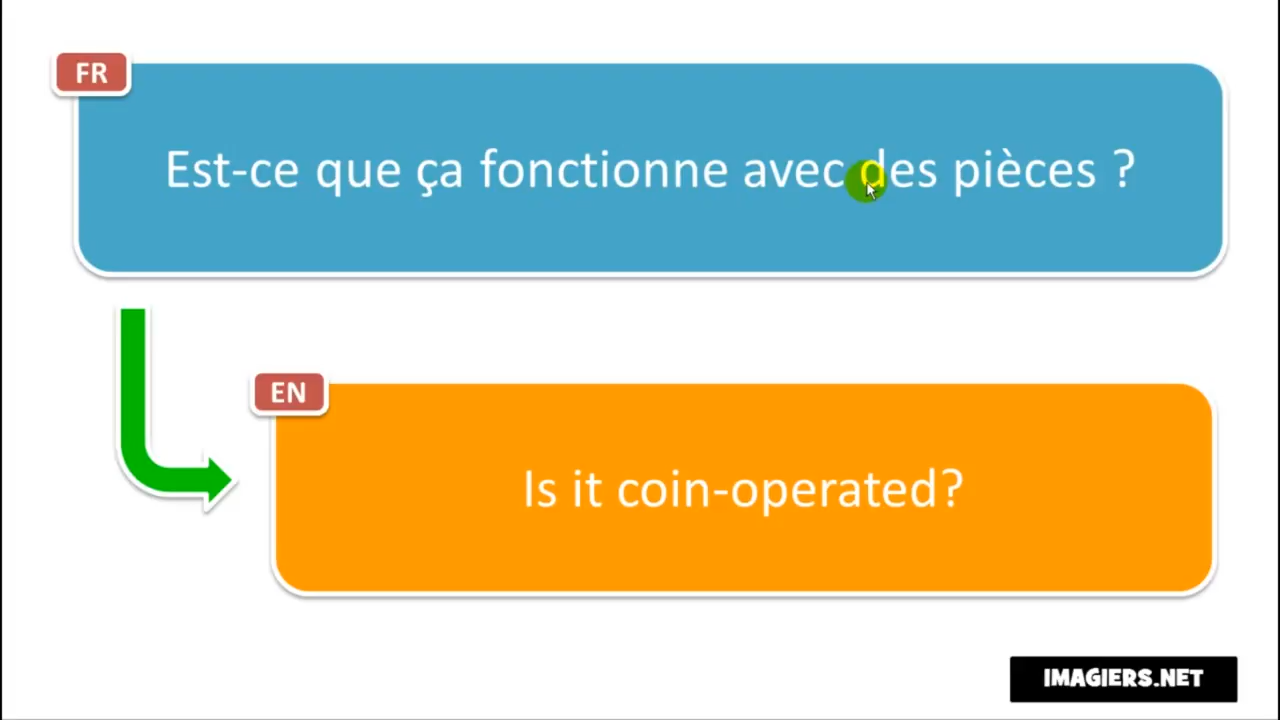 FR
Est-ce que ça fonctionne avec des pièces ?
EN
Is it coin-operated?
IMAGIERS.NET